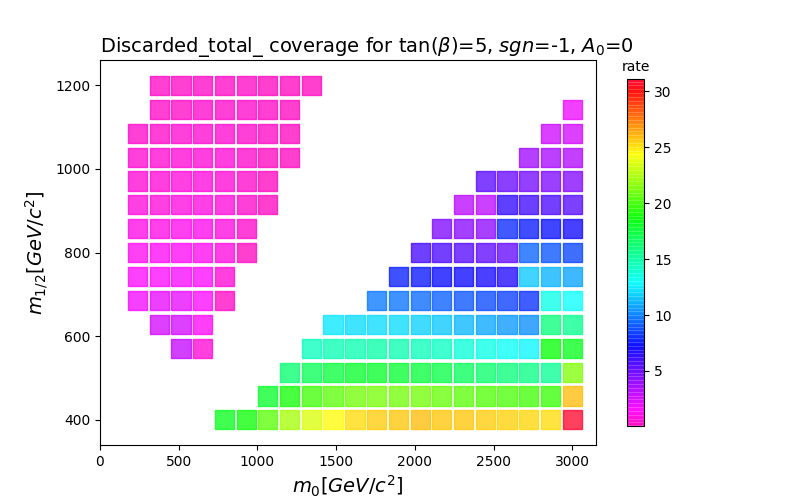 Discarded_total_ coverage for tan(β)=5, sgn=-1, A₀=0
rate
1200
1000
800
600
400
m₁/₂[GeV/c²]
0 500 1000 1500 2000 2500 3000
m₀[GeV/c²]
30
25
20
15
10
5